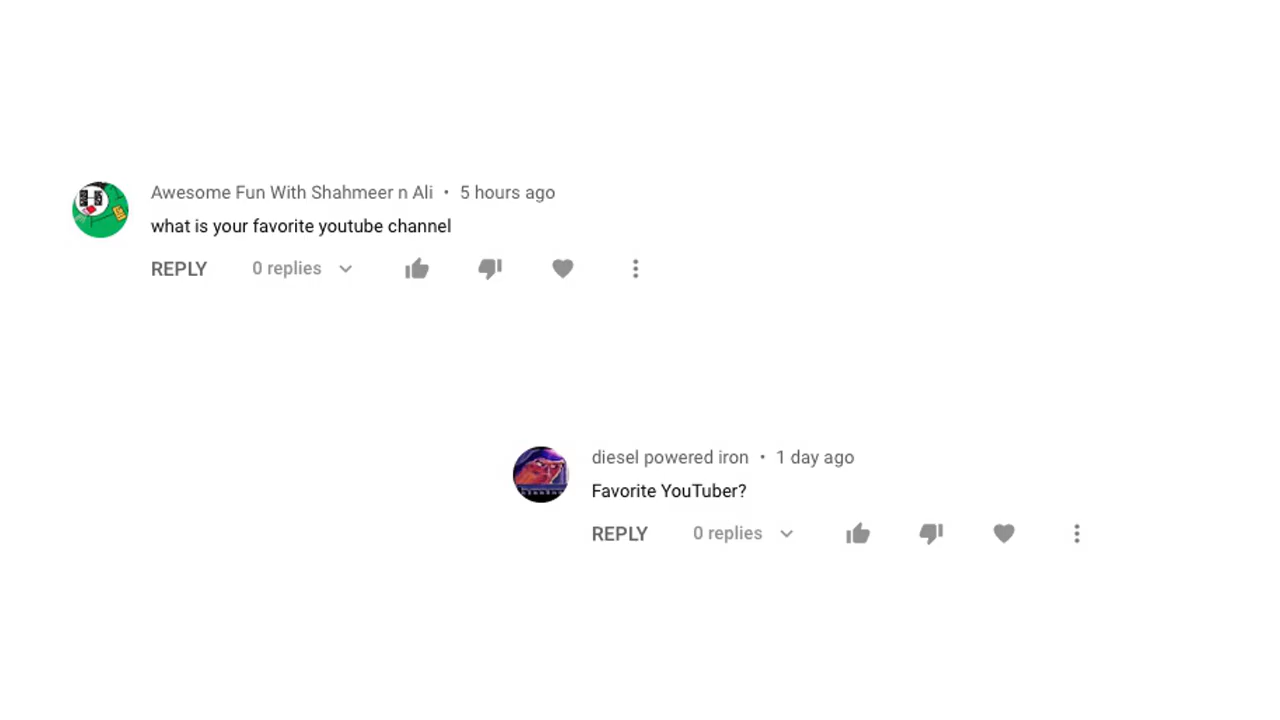 Awesome Fun With Shahmeer n Ali • 5 hours ago
what is your favorite youtube channel
REPLY 0 replies
diesel powered iron • 1 day ago
Favorite YouTuber?
REPLY 0 replies